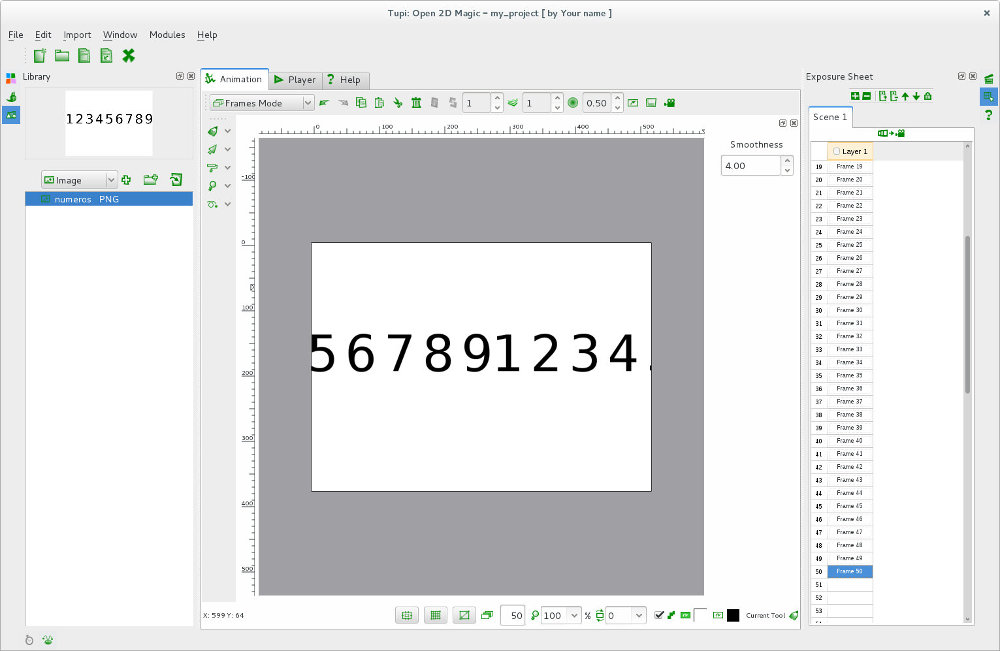 Tupi: Open 2D Magic – my_project [ by Your name ]
File Edit Import Window Modules Help
Library
123456789
Image
numeros PNG
Animation Player Help
Frames Mode 1 1 0.50
0 100 200 300 400 500
-100
0
100
200
300
400
500
567891234
Smoothness
4.00
X: 599 Y: 64
50 100 % 0 Current Tool
Exposure Sheet
Scene 1
Layer 1
19 Frame 19
20 Frame 20
21 Frame 21
22 Frame 22
23 Frame 23
24 Frame 24
25 Frame 25
26 Frame 26
27 Frame 27
28 Frame 28
29 Frame 29
30 Frame 30
31 Frame 31
32 Frame 32
33 Frame 33
34 Frame 34
35 Frame 35
36 Frame 36
37 Frame 37
38 Frame 38
39 Frame 39
40 Frame 40
41 Frame 41
42 Frame 42
43 Frame 43
44 Frame 44
45 Frame 45
46 Frame 46
47 Frame 47
48 Frame 48
49 Frame 49
50 Frame 50
51
52
53